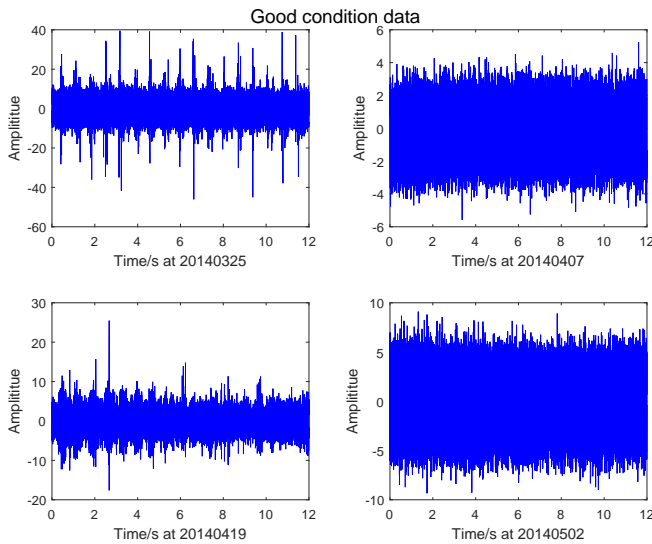 Good condition data
40
20
0
-20
-40
-60
Amplititue
0 2 4 6 8 10 12
Time/s at 20140325
6
4
2
0
-2
-4
-6
Amplititue
0 2 4 6 8 10 12
Time/s at 20140407
30
20
10
0
-10
-20
Amplititue
0 2 4 6 8 10 12
Time/s at 20140419
10
5
0
-5
-10
Amplititue
0 2 4 6 8 10 12
Time/s at 20140502